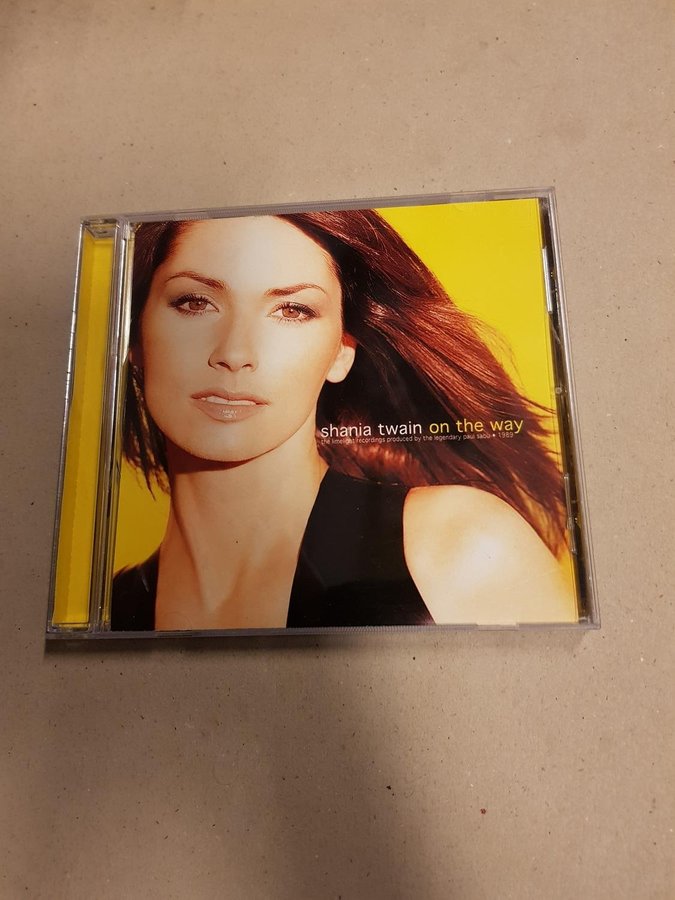 shania twain on the way
the limelight recordings produced by the legendary paul sabu • 1989